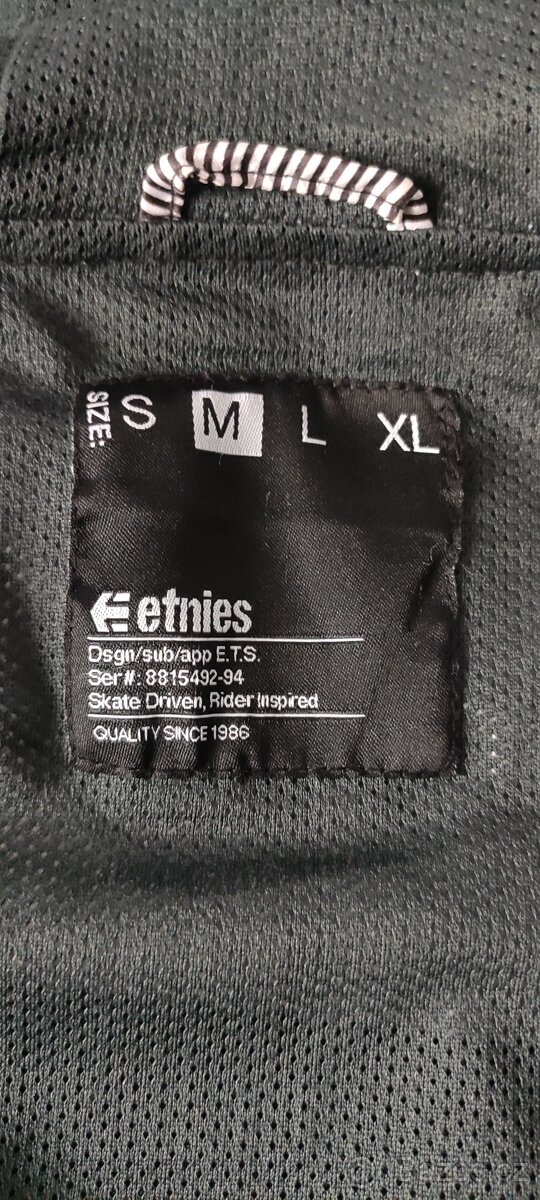 SIZE: S M L XL
etnies
Dsgn/sub/app E.T.S.
Ser#: 8815492-94
Skate Driven, Rider Inspired
QUALITY SINCE 1986